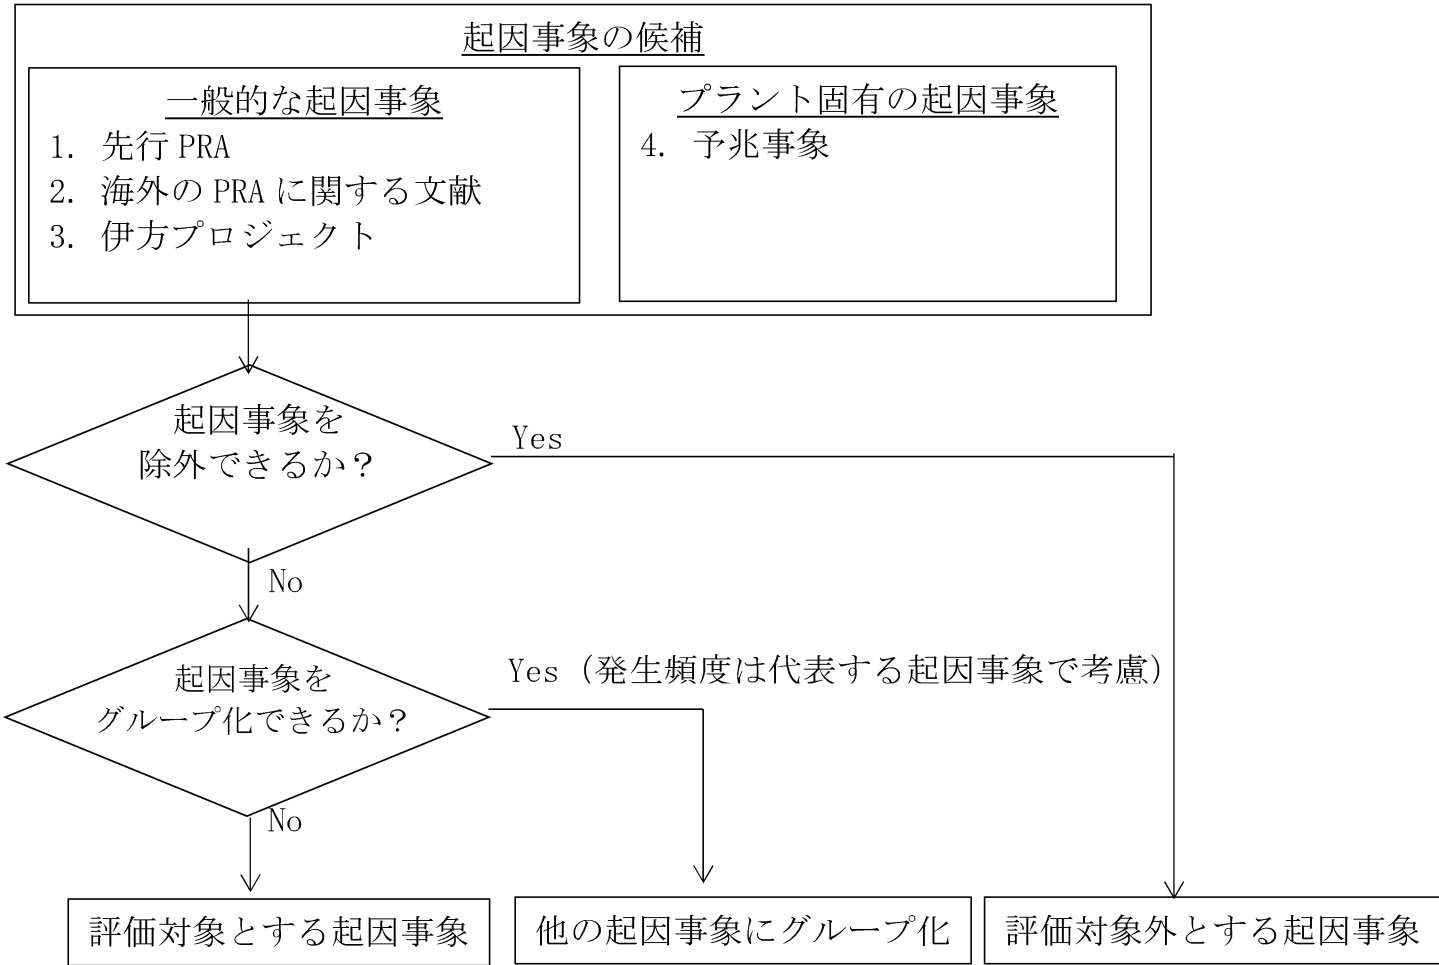 起因事象の候補
一般的な起因事象
1. 先行 PRA
2. 海外の PRA に関する文献
3. 伊方プロジェクト
プラント固有の起因事象
4. 予兆事象
起因事象を
除外できるか？
Yes
No
起因事象を
グループ化できるか？
Yes（発生頻度は代表する起因事象で考慮）
No
評価対象とする起因事象
他の起因事象にグループ化
評価対象外とする起因事象